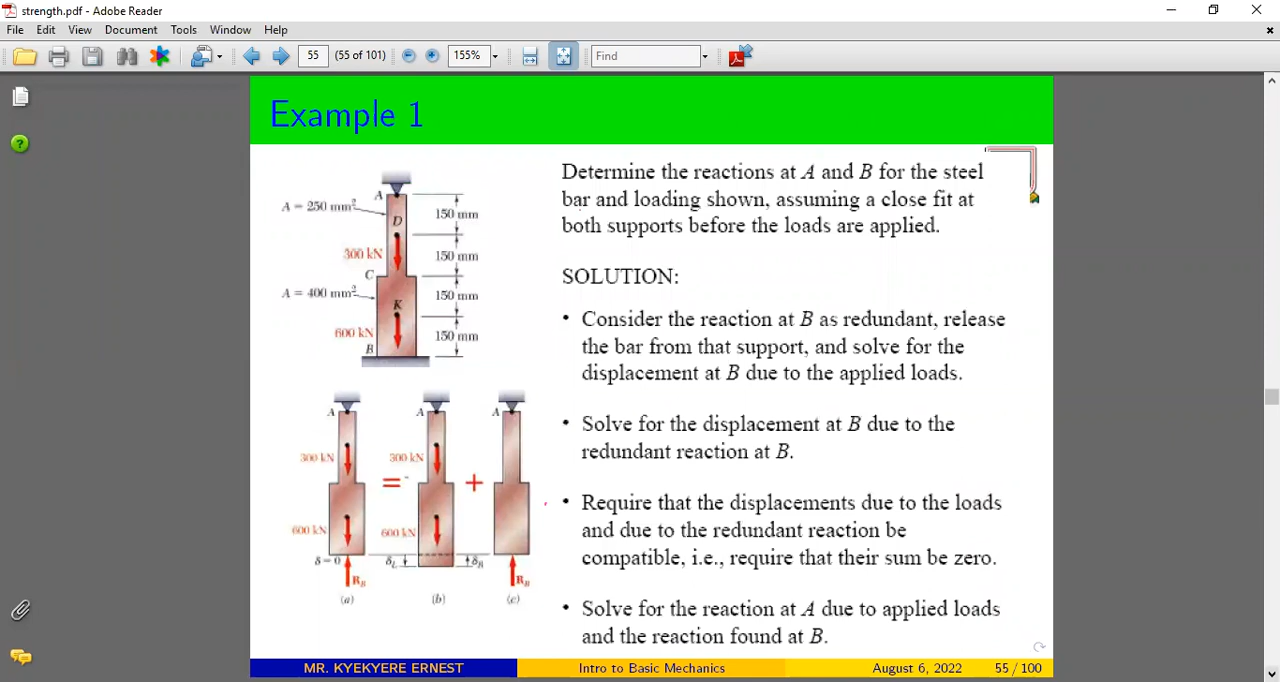 strength.pdf - Adobe Reader
File Edit View Document Tools Window Help
55 (55 of 101) 155% Find
Example 1
Determine the reactions at A and B for the steel
bar and loading shown, assuming a close fit at
both supports before the loads are applied.
SOLUTION:
• Consider the reaction at B as redundant, release
the bar from that support, and solve for the
displacement at B due to the applied loads.
• Solve for the displacement at B due to the
redundant reaction at B.
• Require that the displacements due to the loads
and due to the redundant reaction be
compatible, i.e., require that their sum be zero.
• Solve for the reaction at A due to applied loads
and the reaction found at B.
A
A = 250 mm²
D
150 mm
300 kN
150 mm
C
A = 400 mm²
150 mm
K
600 kN
150 mm
B
A A A
300 kN = 300 kN +
600 kN 600 kN
δ = 0 δL δR
RB RB
(a) (b) (c)
MR. KYEKYERE ERNEST Intro to Basic Mechanics August 6, 2022 55 / 100